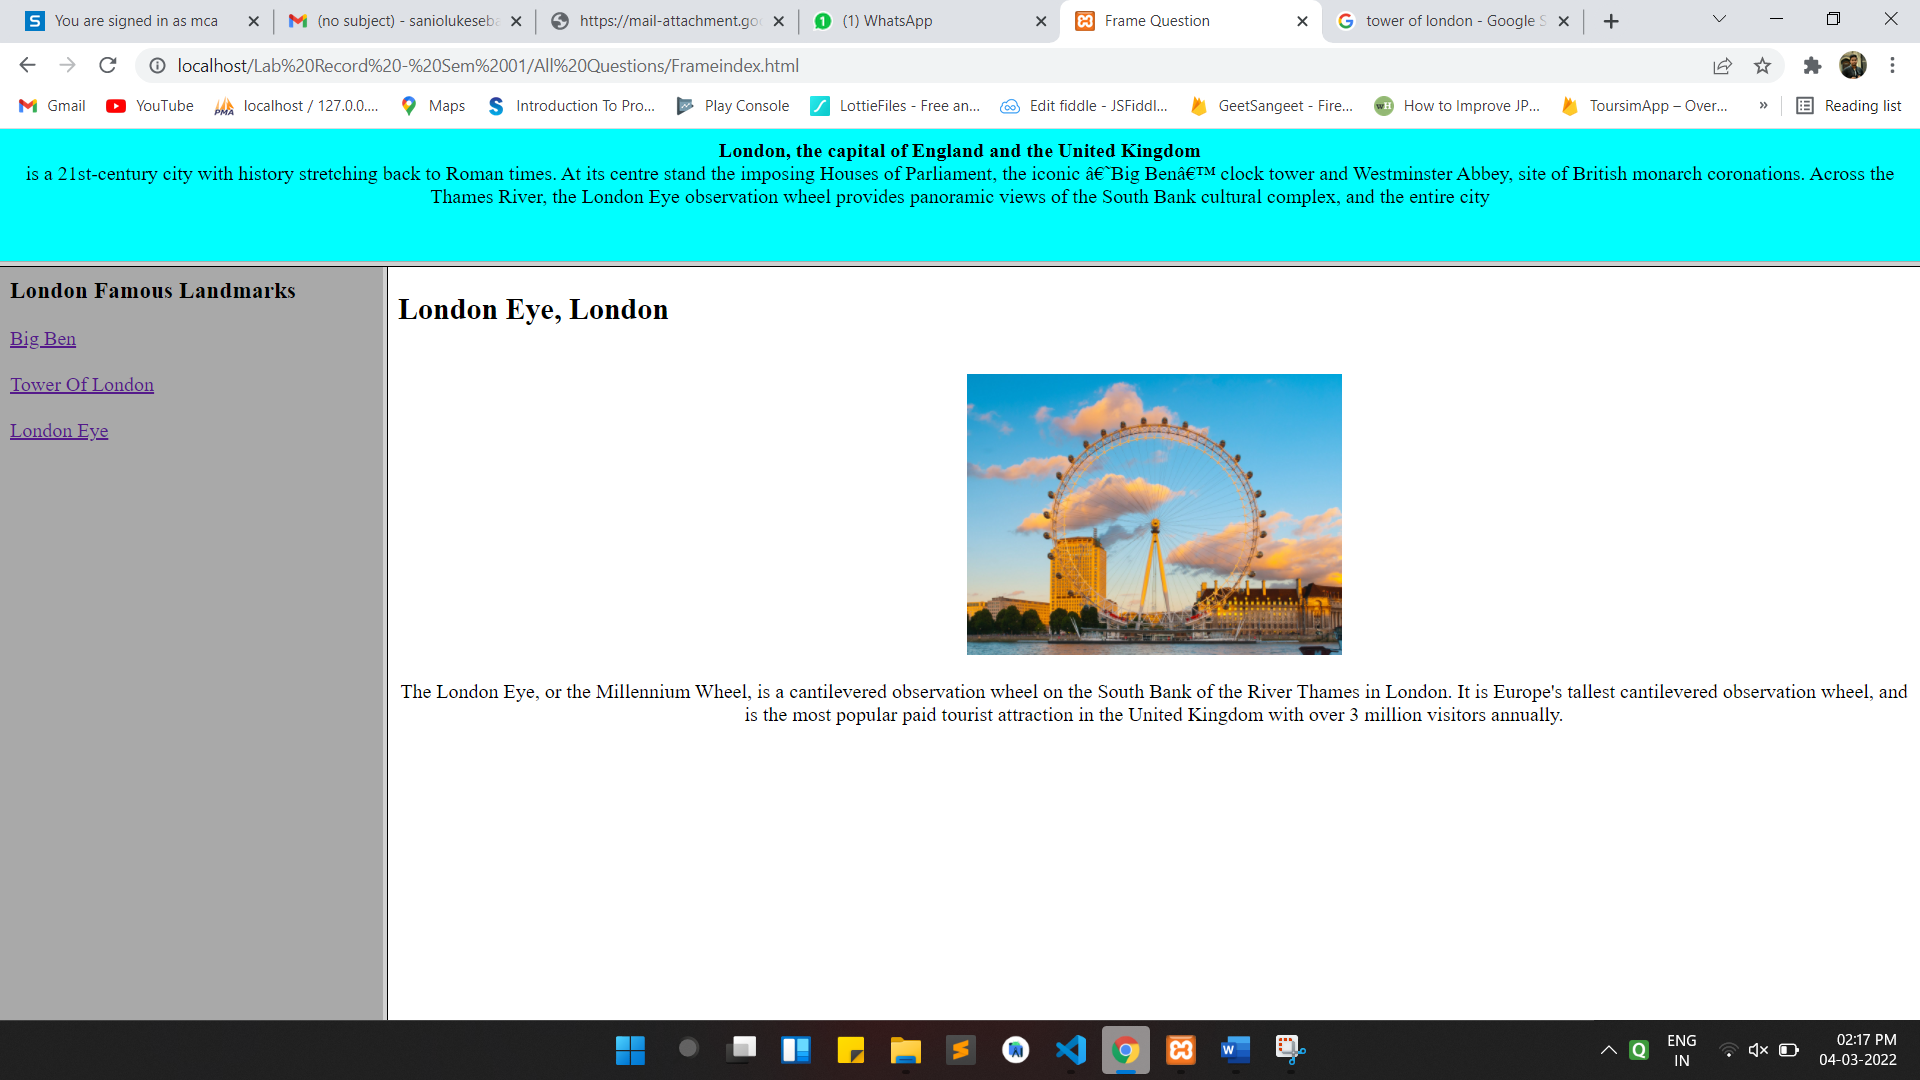 You are signed in as mca
(no subject) - saniolukeseba
https://mail-attachment.goo
(1) WhatsApp
Frame Question
tower of london - Google S
localhost/Lab%20Record%20-%20Sem%2001/All%20Questions/Frameindex.html
Gmail
YouTube
localhost / 127.0.0....
Maps
Introduction To Pro...
Play Console
LottieFiles - Free an...
Edit fiddle - JSFiddl...
GeetSangeet - Fire...
How to Improve JP...
ToursimApp – Over...
»
Reading list
London, the capital of England and the United Kingdom
is a 21st-century city with history stretching back to Roman times. At its centre stand the imposing Houses of Parliament, the iconic â€˜Big Benâ€™ clock tower and Westminster Abbey, site of British monarch coronations. Across the
Thames River, the London Eye observation wheel provides panoramic views of the South Bank cultural complex, and the entire city
London Famous Landmarks
Big Ben
Tower Of London
London Eye
London Eye, London
The London Eye, or the Millennium Wheel, is a cantilevered observation wheel on the South Bank of the River Thames in London. It is Europe's tallest cantilevered observation wheel, and
is the most popular paid tourist attraction in the United Kingdom with over 3 million visitors annually.
ENG
IN
02:17 PM
04-03-2022